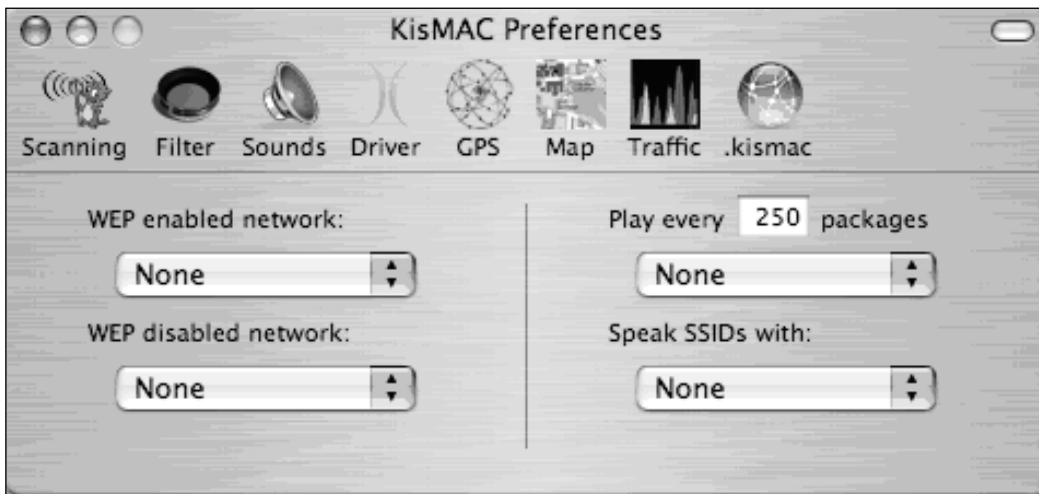 KisMAC Preferences
Scanning Filter Sounds Driver GPS Map Traffic .kismac
WEP enabled network:
None
WEP disabled network:
None
Play every 250 packages
None
Speak SSIDs with:
None